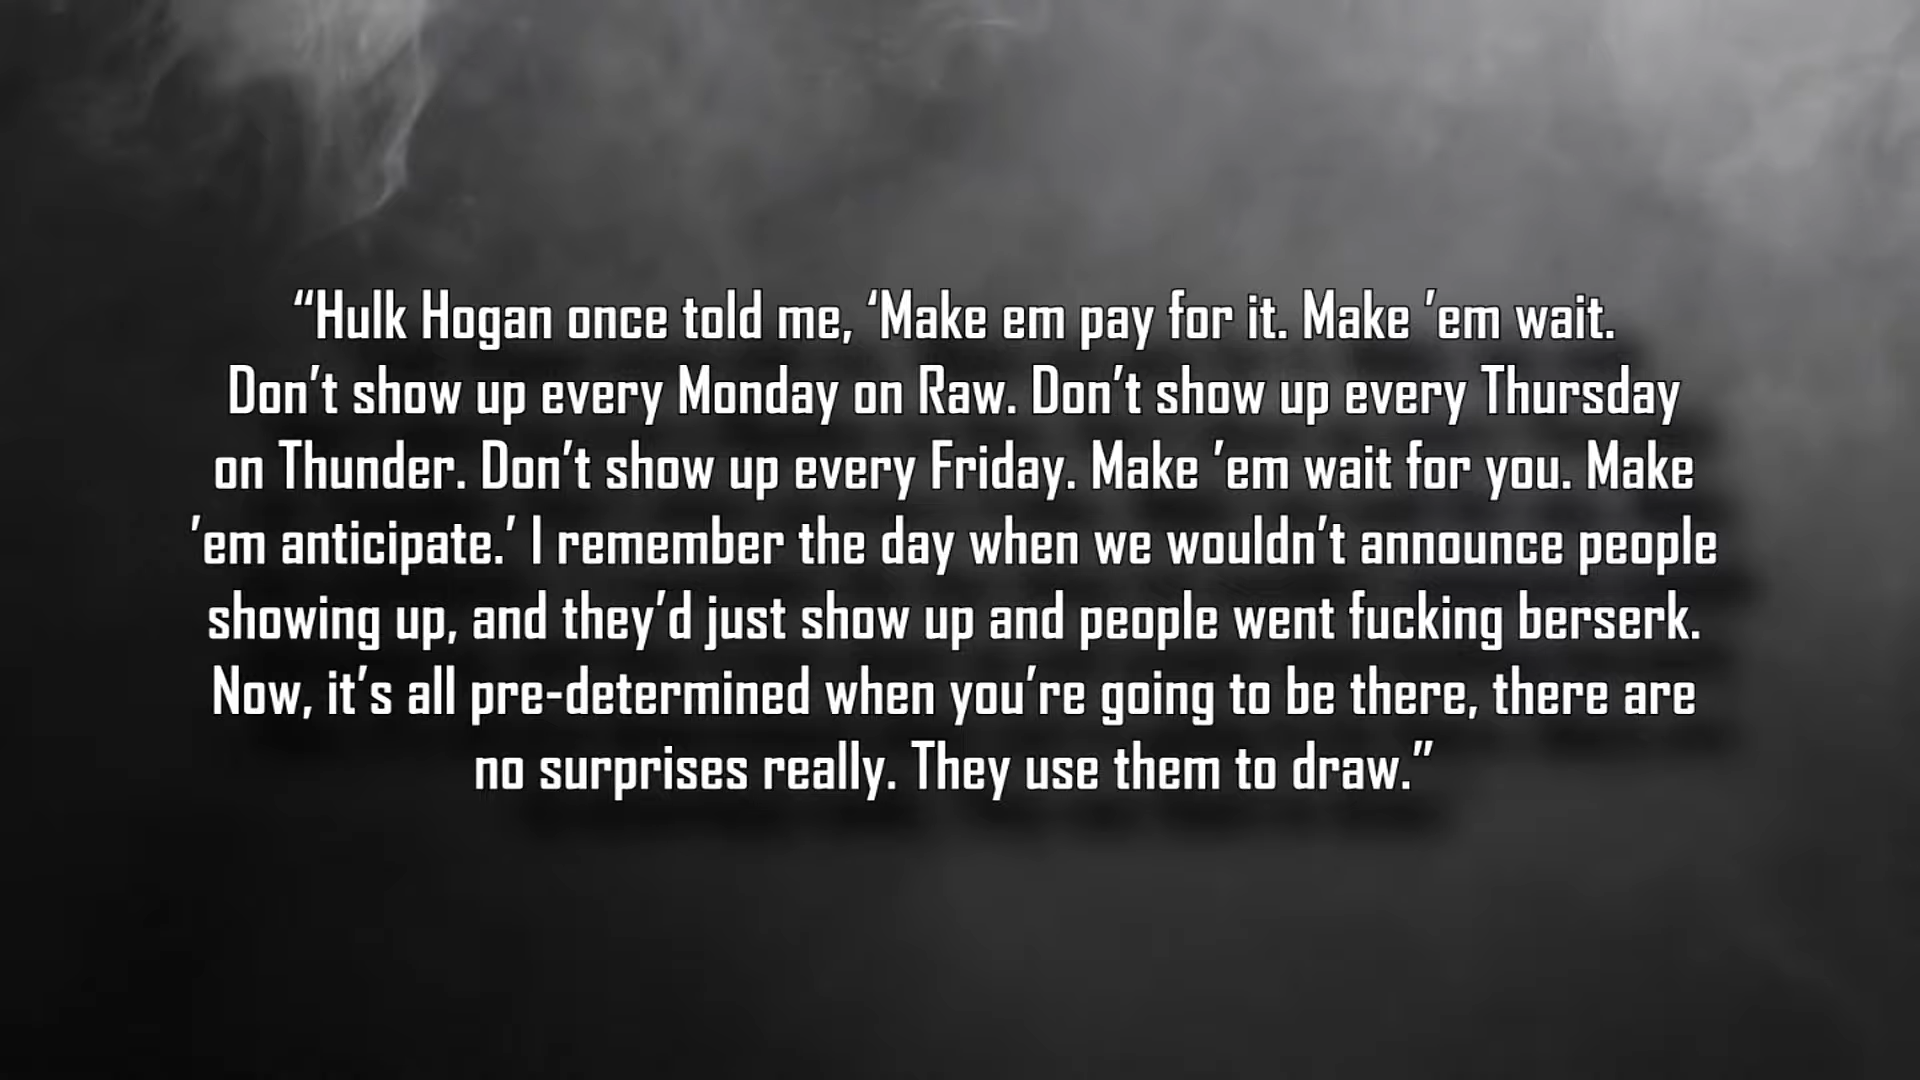 “Hulk Hogan once told me, ‘Make em pay for it. Make ’em wait.
Don’t show up every Monday on Raw. Don’t show up every Thursday
on Thunder. Don’t show up every Friday. Make ’em wait for you. Make
’em anticipate.’ I remember the day when we wouldn’t announce people
showing up, and they’d just show up and people went fucking berserk.
Now, it’s all pre-determined when you’re going to be there, there are
no surprises really. They use them to draw.”